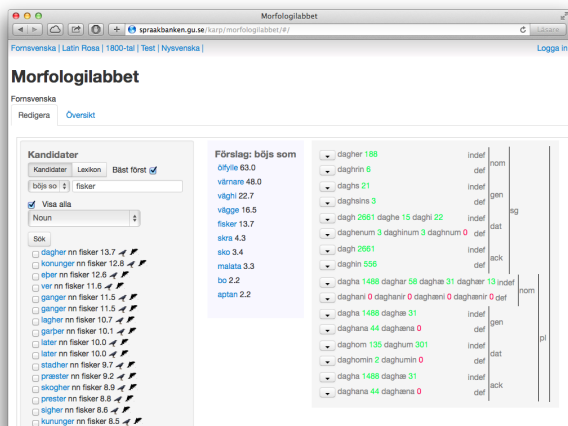 Morfologilabbet
spraakbanken.gu.se/karp/morfologilabbet/#/
Läsare
Fornsvenska | Latin Rosa | 1800-tal | Test | Nysvenska |
Logga in
Morfologilabbet
Fornsvenska
Redigera
Översikt
Kandidater
Kandidater Lexikon Bäst först
böjs so fisker
Visa alla
Noun
Sök
dagher nn fisker 13.7
konunger nn fisker 12.8
eþer nn fisker 12.6
ver nn fisker 11.6
ganger nn fisker 11.5
ganger nn fisker 11.5
lagher nn fisker 10.7
garþer nn fisker 10.1
later nn fisker 10.0
later nn fisker 10.0
stadher nn fisker 9.7
præster nn fisker 9.2
skogher nn fisker 8.9
prester nn fisker 8.8
sigher nn fisker 8.6
kununger nn fisker 8.5
Förslag: böjs som
ölfylle 63.0
värnare 48.0
väghi 22.7
vägge 16.5
fisker 13.7
skra 4.3
sko 3.4
malata 3.3
bo 2.2
aptan 2.2
dagher 188 indef
daghrin 6 def
nom
daghs 21 indef
daghsins 3 def
gen
dagh 2661 daghe 15 daghi 22 indef
daghenum 3 daghinum 3 daghnum 0 def
dat
dagh 2661 indef
daghin 556 def
ack
sg
dagha 1488 daghar 58 daghæ 31 daghær 13 indef
daghani 0 daghanir 0 daghæni 0 daghænir 0 def
nom
dagha 1488 daghæ 31 indef
daghana 44 daghæna 0 def
gen
daghom 135 daghum 301 indef
daghomin 2 daghumin 0 def
dat
dagha 1488 daghæ 31 indef
daghana 44 daghæna 0 def
ack
pl